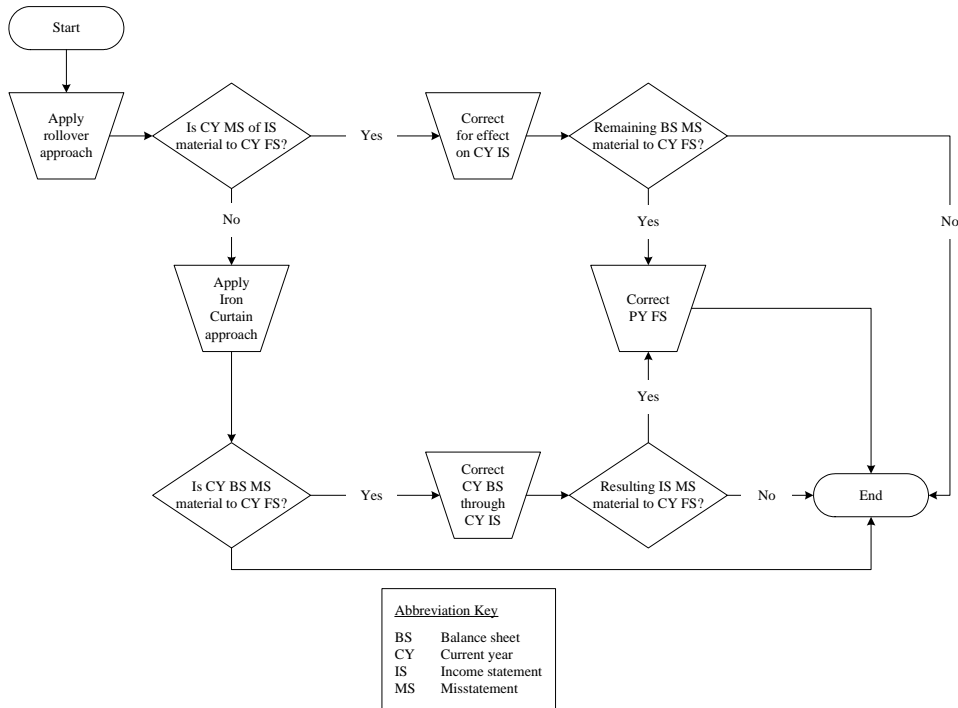 Start
Apply
rollover
approach
Is CY MS of IS
material to CY FS?
Yes
Correct
for effect
on CY IS
Remaining BS MS
material to CY FS?
No
No
Yes
Apply
Iron
Curtain
approach
Correct
PY FS
Yes
Is CY BS MS
material to CY FS?
Yes
Correct
CY BS
through
CY IS
Resulting IS MS
material to CY FS?
No
End
Abbreviation Key
BS Balance sheet
CY Current year
IS Income statement
MS Misstatement